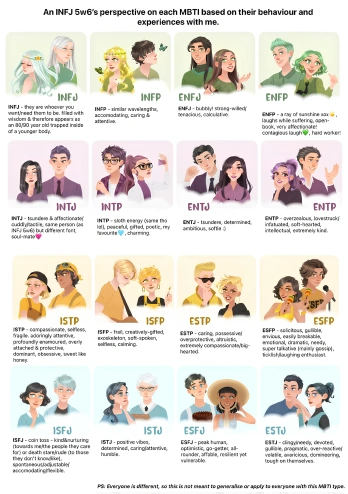 An INFJ 5w6's perspective on each MBTI based on their behaviour and
experiences with me.
INFJ
INFP
ENFJ
ENFP
INFJ - they are whoever you
vent/need them to be, filled with
wisdom & therefore appears as
an 80/90 year old trapped inside
of a younger body.
INFP - similar wavelengths,
accomodating, caring &
attentive.
ENFJ - bubbly! strong-willed/
tenacious, calculative.
ENFP - a ray of sunshine
laughs while suffering, open-
book, very affectionate!
contagious laugh💚, hard worker!
INTJ
INTP
ENTJ
ENTP
INTJ - tsundere & affectionate/
cuddly/tactile, same person (as
INFJ 5w6) but different font,
soul-mate💗
INTP - sloth energy (same tho
lol), peaceful, gifted, poetic, my
favourite🩵, charming.
ENTJ - tsundere, determined,
ambitious, softie :)
ENTP - overzealous, lovestruck/
infatuated, soft-hearted,
intellectual, extremely kind.
ISTP
ISFP
ESTP
ESFP
ISTP - compassionate, selfless,
fragile, adoringly attentive,
profoundly enamoured, overly
attached & protective,
dominant, obsessive, sweet like
honey.
ISFP - frail, creatively-gifted,
exoskeleton, soft-spoken,
selfless, calming.
ESTP - caring, possessive/
overprotective, altruistic,
extremely compassionate/big-
hearted.
ESFP - solicitous, gullible,
envious, easily breakable,
emotional, dramatic, needy,
super talkative (mainly gossip),
ticklish/laughing enthusiast.
ISFJ
ISTJ
ESFJ
ESTJ
ISFJ - coin toss - kind&nurturing
(towards me/the people they care
for) or death stare/rude (to those
they don't know/like),
spontaneous/adjustable/
accomodating/flexible.
ISTJ - positive vibes,
determined, caring/attentive,
humble.
ESFJ - peak human,
optimistic, go-getter, all-
rounder, affable, resilient yet
vulnerable.
ESTJ - clingy/needy, devoted,
gullible, pragmatic, over-reactive/
volatile, avaricious, domineering,
tough on themselves.
PS: Everyone is different, so this is not meant to generalise or apply to everyone with this MBTI type.